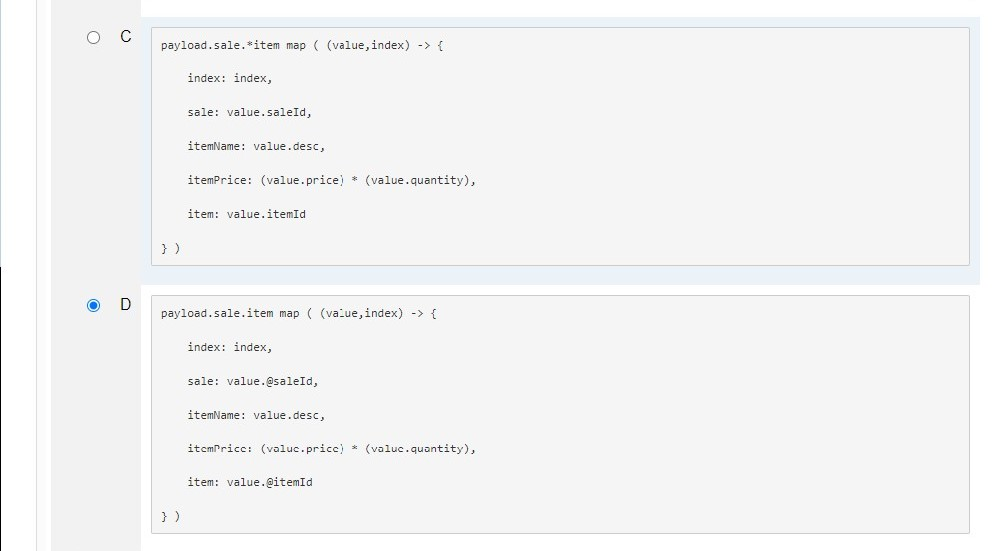 C
payload.sale.*item map ( (value,index) -> {
index: index,
sale: value.saleId,
itemName: value.desc,
itemPrice: (value.price) * (value.quantity),
item: value.itemId
} )
D
payload.sale.item map ( (value,index) -> {
index: index,
sale: value.@saleId,
itemName: value.desc,
itemPrice: (value.price) * (value.quantity),
item: value.@itemId
} )